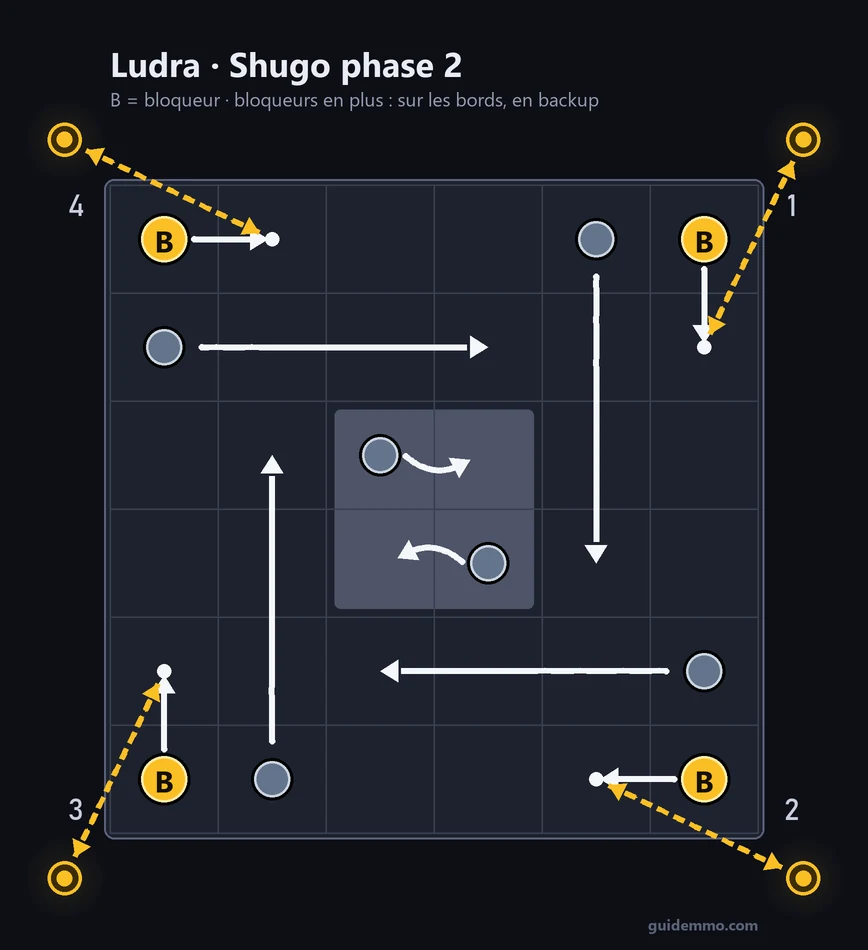 Ludra · Shugo phase 2
B = bloqueur · bloqueurs en plus : sur les bords, en backup
4
1
B
B
3
B
B
2
guidemmo.com